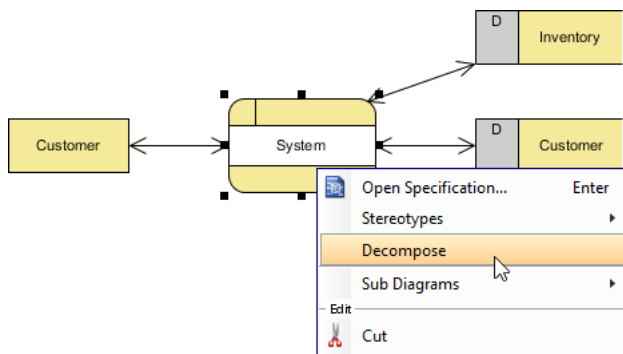 D
Inventory
Customer
System
D
Customer
Open Specification... Enter
Stereotypes
Decompose
Sub Diagrams
Edit
Cut